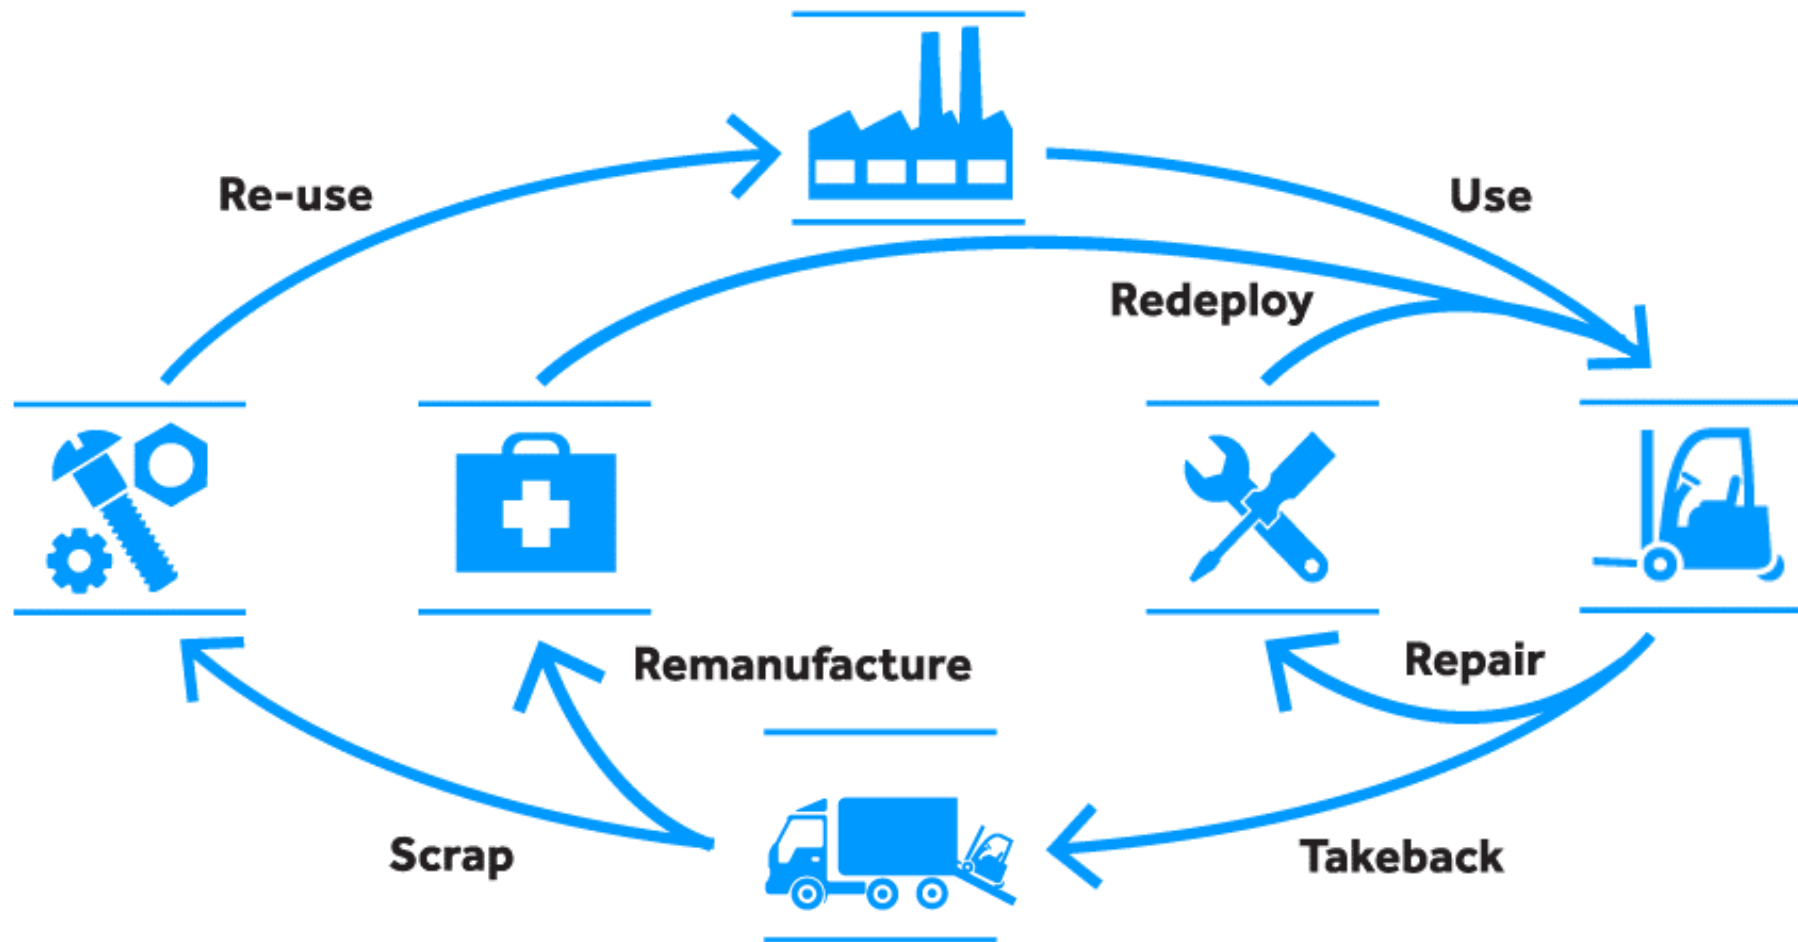 Re-use
Use
Redeploy
Remanufacture
Repair
Scrap
Takeback